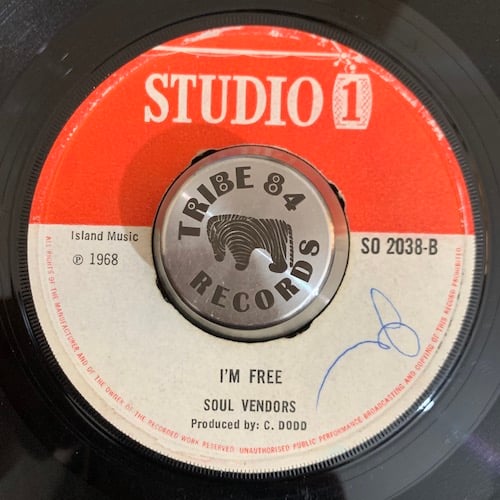 STUDIO 1
TRIBE 84
RECORDS
Island Music
℗ 1968
SO 2038-B
I'M FREE
SOUL VENDORS
Produced by: C. DODD
ALL RIGHTS OF THE MANUFACTURER AND OF THE OWNER OF THE RECORDED WORK RESERVED. UNAUTHORISED PUBLIC PERFORMANCE, BROADCASTING AND COPYING OF THIS RECORD PROHIBITED.